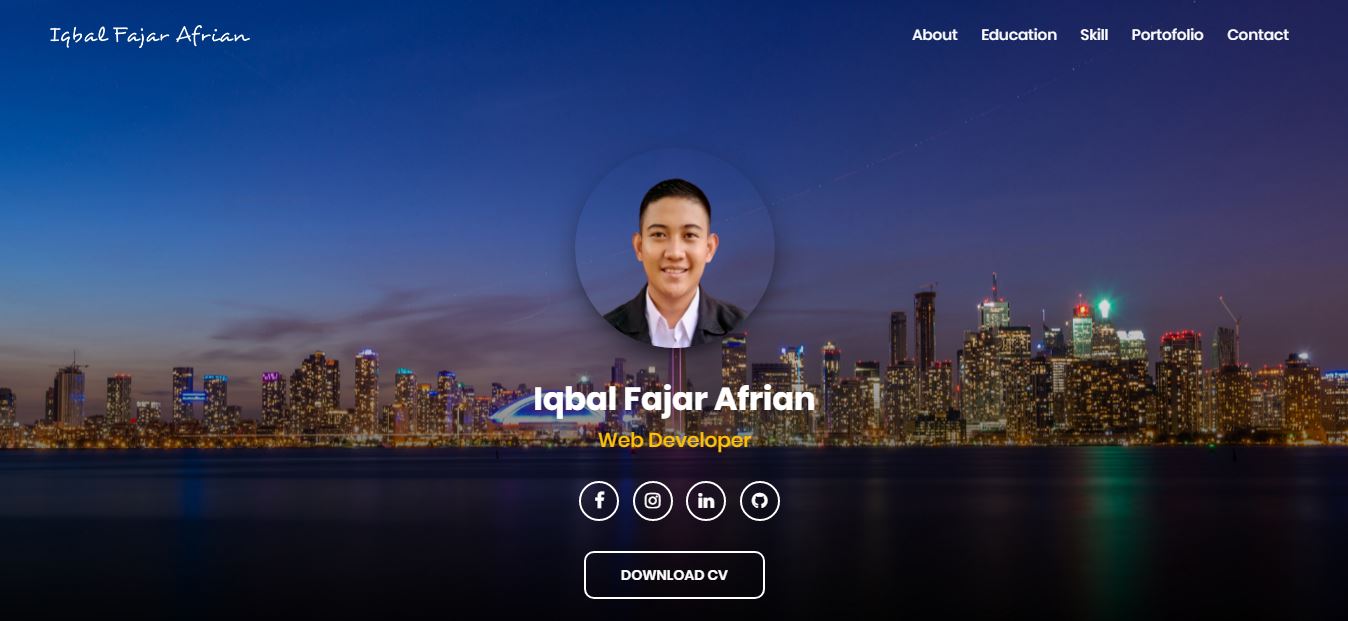 Iqbal Fajar Afrian
About Education Skill Portofolio Contact
Iqbal Fajar Afrian
Web Developer
DOWNLOAD CV